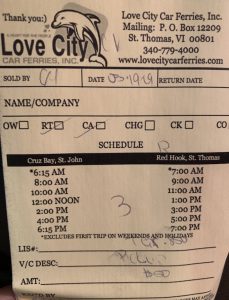 Thank you:)
Love City Car Ferries, Inc.
Mailing: P. O. Box 12209
St. Thomas, VI 00801
340-779-4000
www.lovecitycarferries.com
Love City
CAR FERRIES, INC.
SOLD BY DATE RETURN DATE
NAME/COMPANY
OW RT CA CHG CK CO
SCHEDULE
Cruz Bay, St. John Red Hook, St. Thomas
*6:15 AM *7:00 AM
8:00 AM 9:00 AM
10:00 AM 11:00 AM
12:00 NOON 1:00 PM
2:00 PM 3:00 PM
4:00 PM 5:00 PM
6:15 PM 7:00 PM
3
*EXCLUDES FIRST TRIP ON WEEKENDS AND HOLIDAYS
LIS#:
V/C DESC:
AMT: